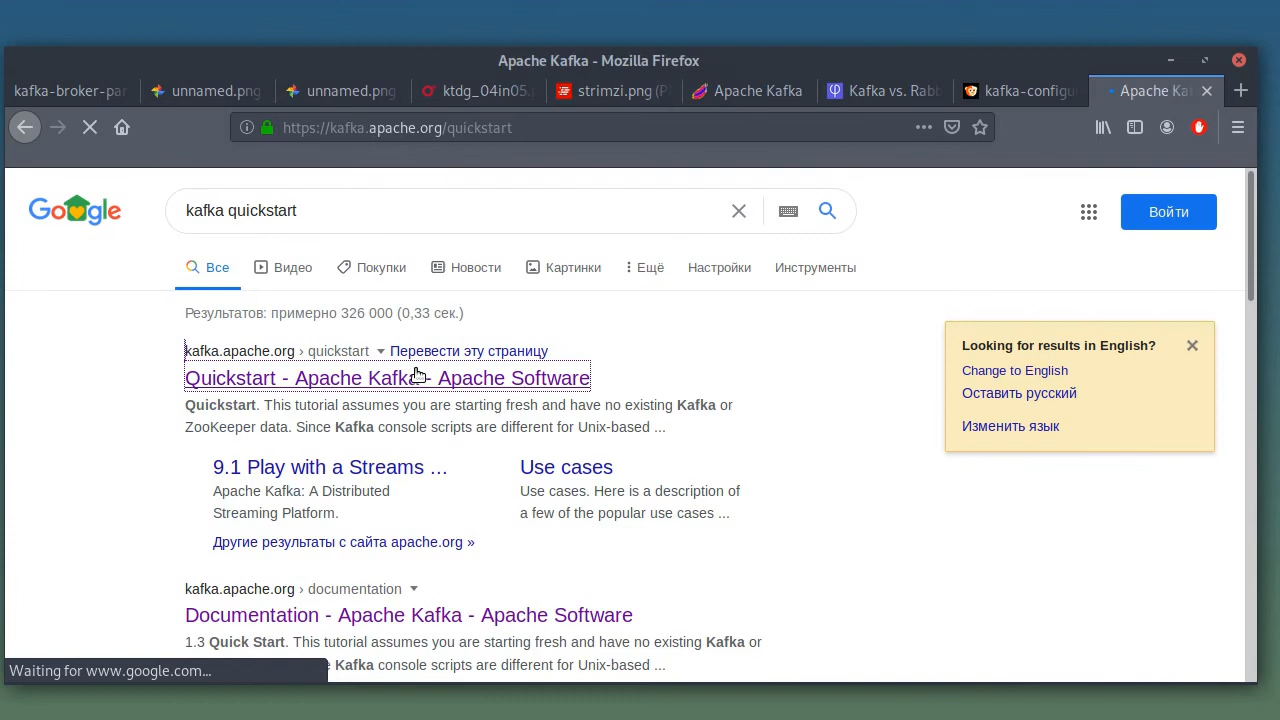 Apache Kafka - Mozilla Firefox
kafka-broker-par
unnamed.png
unnamed.png
ktdg_04in05.
strimzi.png (P
Apache Kafka
Kafka vs. Rabb
kafka-configu
Apache Kaf
https://kafka.apache.org/quickstart
Google
kafka quickstart
Войти
Все
Видео
Покупки
Новости
Картинки
Ещё
Настройки
Инструменты
Результатов: примерно 326 000 (0,33 сек.)
kafka.apache.org › quickstart
Перевести эту страницу
Quickstart - Apache Kafka - Apache Software
Quickstart. This tutorial assumes you are starting fresh and have no existing Kafka or
ZooKeeper data. Since Kafka console scripts are different for Unix-based ...
9.1 Play with a Streams ...
Apache Kafka: A Distributed
Streaming Platform.
Use cases
Use cases. Here is a description of
a few of the popular use cases ...
Другие результаты с сайта apache.org »
kafka.apache.org › documentation
Documentation - Apache Kafka - Apache Software
1.3 Quick Start. This tutorial assumes you are starting fresh and have no existing Kafka or
Kafka console scripts are different for Unix-based ...
Looking for results in English?
Change to English
Оставить русский
Изменить язык
Waiting for www.google.com...